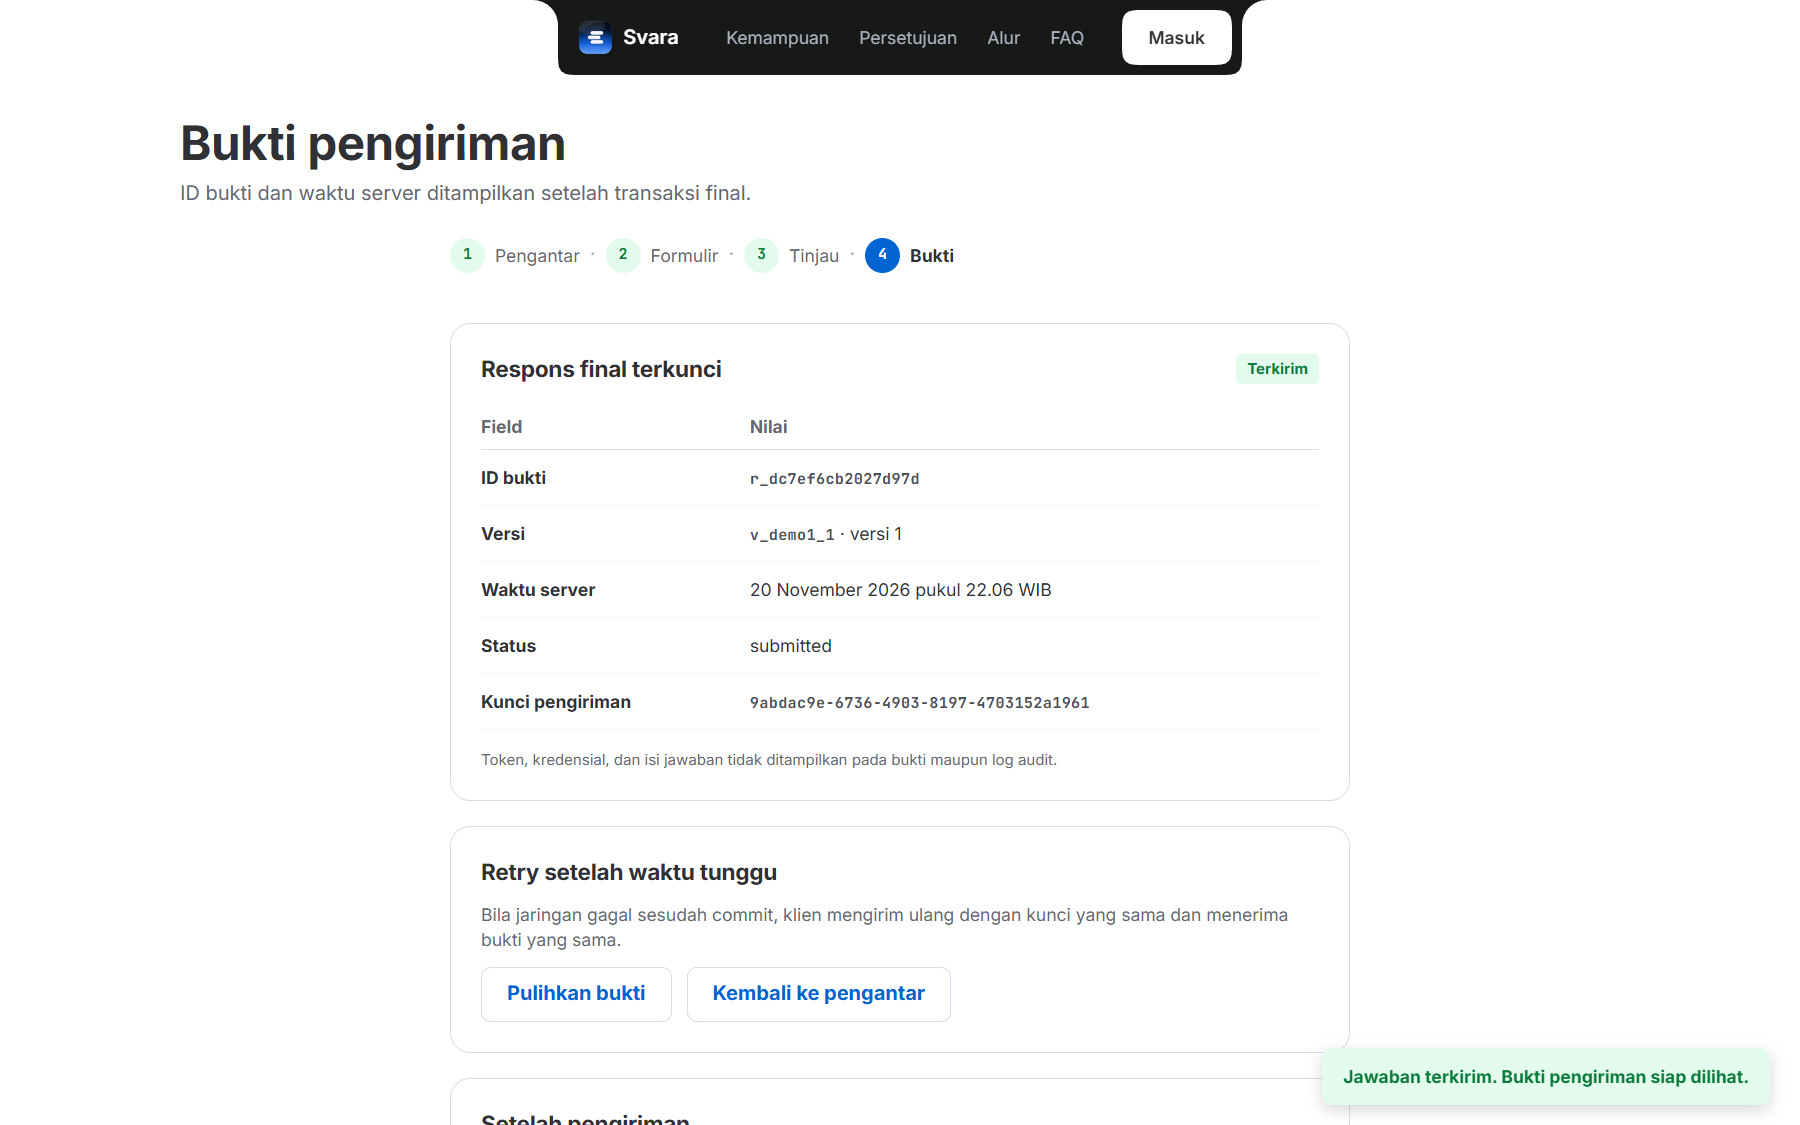 Svara
Kemampuan
Persetujuan
Alur
FAQ
Masuk
Bukti pengiriman
ID bukti dan waktu server ditampilkan setelah transaksi final.
1 Pengantar · 2 Formulir · 3 Tinjau · 4 Bukti
Respons final terkunci
Terkirim
Field Nilai
ID bukti r_dc7ef6cb2027d97d
Versi v_demo1_1 · versi 1
Waktu server 20 November 2026 pukul 22.06 WIB
Status submitted
Kunci pengiriman 9abdac9e-6736-4903-8197-4703152a1961
Token, kredensial, dan isi jawaban tidak ditampilkan pada bukti maupun log audit.
Retry setelah waktu tunggu
Bila jaringan gagal sesudah commit, klien mengirim ulang dengan kunci yang sama dan menerima
bukti yang sama.
Pulihkan bukti
Kembali ke pengantar
Jawaban terkirim. Bukti pengiriman siap dilihat.
Setelah pengiriman